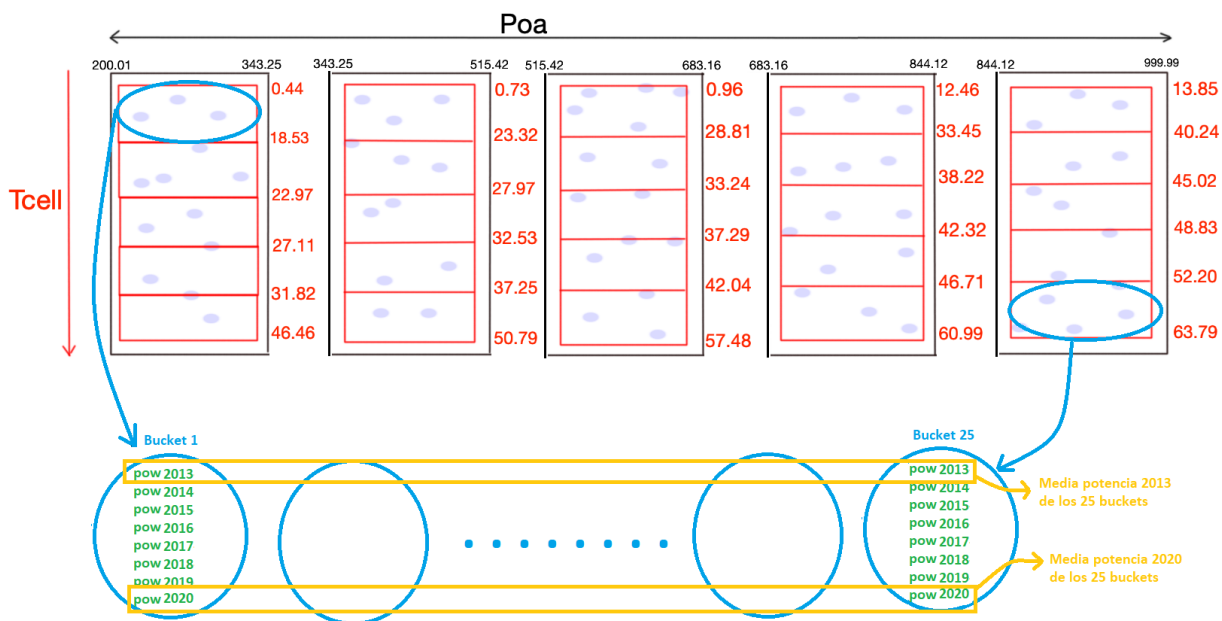 Poa
200.01 343.25 343.25 515.42 515.42 683.16 683.16 844.12 844.12 999.99
Tcell
0.44 0.73 0.96 12.46 13.85
18.53 23.32 28.81 33.45 40.24
22.97 27.97 33.24 38.22 45.02
27.11 32.53 37.29 42.32 48.83
31.82 37.25 42.04 46.71 52.20
46.46 50.79 57.48 60.99 63.79
Bucket 1 Bucket 25
pow 2013 pow 2013
pow 2014 pow 2014
pow 2015 pow 2015
pow 2016 pow 2016
pow 2017 pow 2017
pow 2018 pow 2018
pow 2019 pow 2019
pow 2020 pow 2020
Media potencia 2013
de los 25 buckets
Media potencia 2020
de los 25 buckets